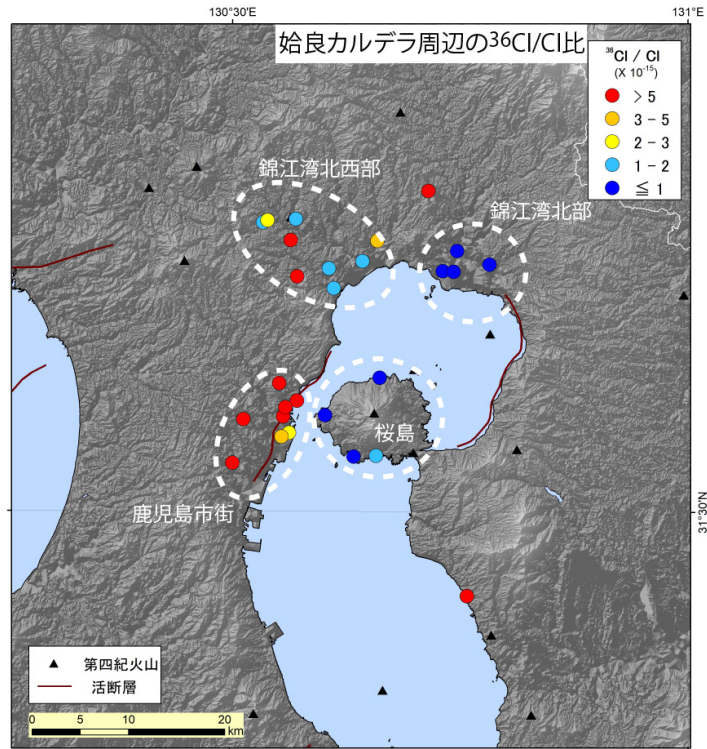 130°30'E
131°E
姶良カルデラ周辺の³⁶Cl/Cl比
³⁶Cl / Cl
(X 10⁻¹⁵)
> 5
3 − 5
2 − 3
1 − 2
≦ 1
錦江湾北西部
錦江湾北部
桜島
鹿児島市街
31°30'N
第四紀火山
活断層
0 5 10 20
km